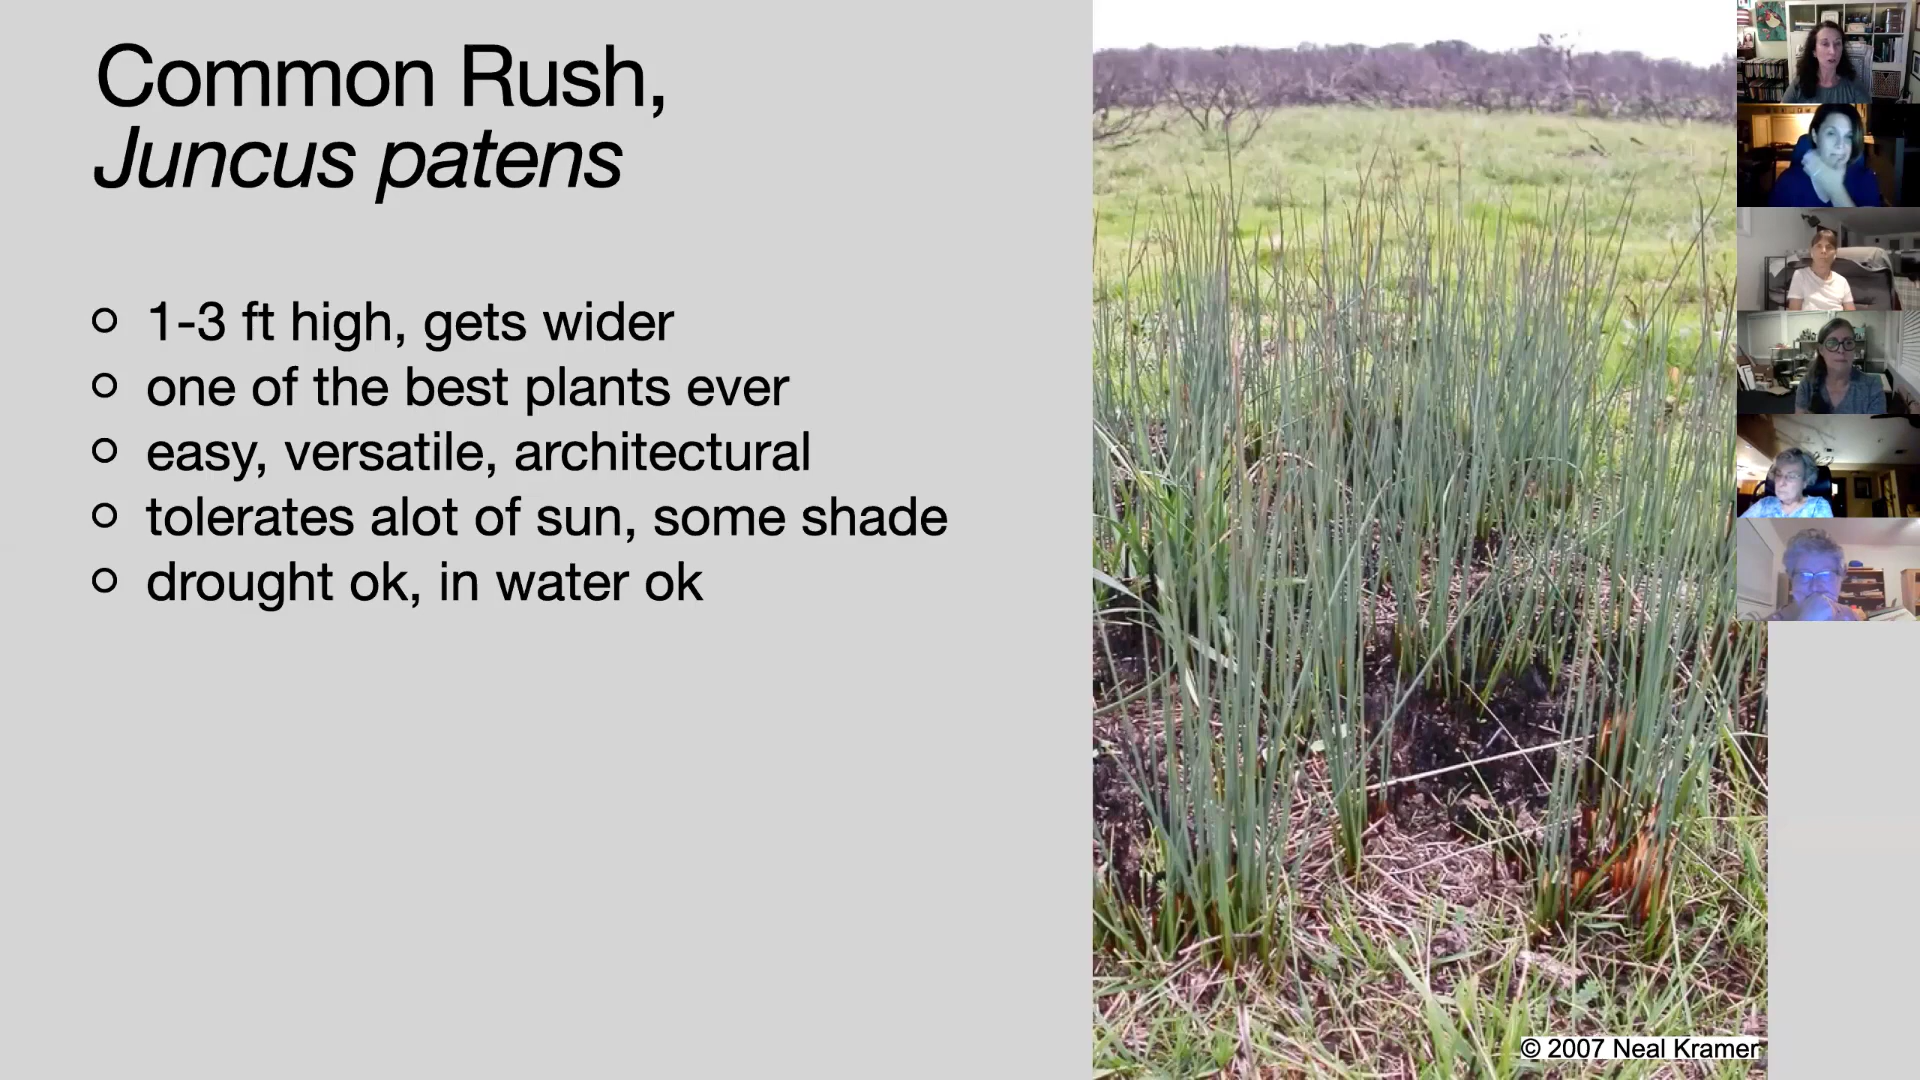 Common Rush,
Juncus patens
1-3 ft high, gets wider
one of the best plants ever
easy, versatile, architectural
tolerates alot of sun, some shade
drought ok, in water ok
© 2007 Neal Kramer